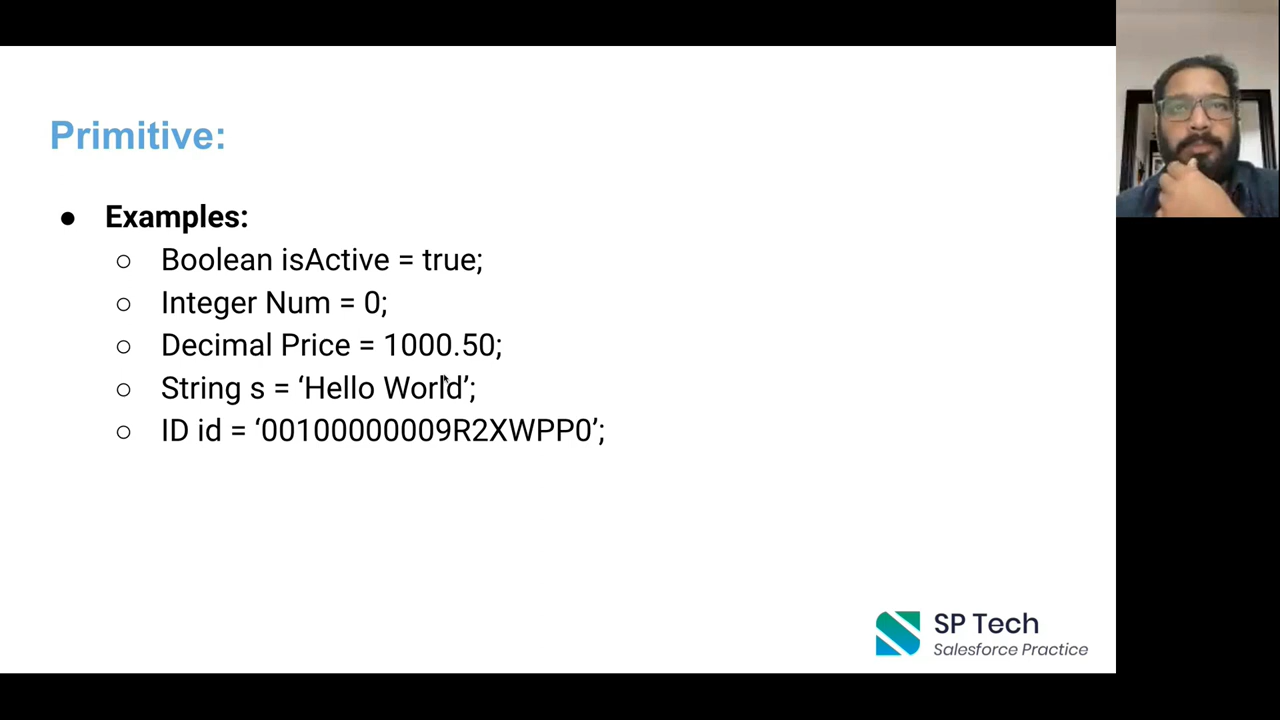 Primitive:
● Examples:
○ Boolean isActive = true;
○ Integer Num = 0;
○ Decimal Price = 1000.50;
○ String s = ‘Hello World’;
○ ID id = ‘00100000009R2XWPP0’;
SP Tech
Salesforce Practice